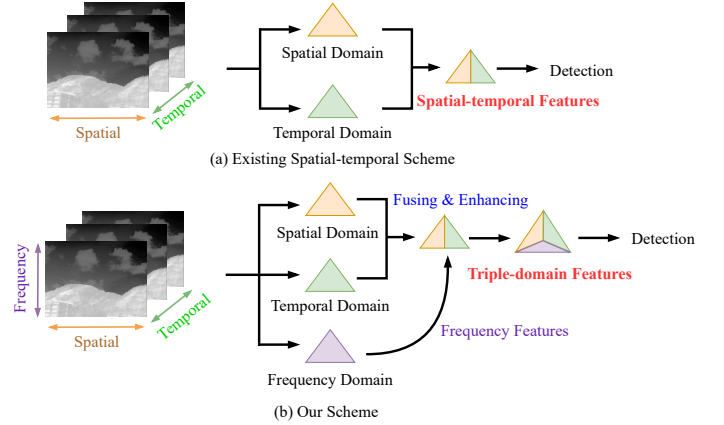 Spatial Domain
Detection
Temporal
Spatial-temporal Features
Spatial
Temporal Domain
(a) Existing Spatial-temporal Scheme
Fusing & Enhancing
Spatial Domain
Frequency
Detection
Triple-domain Features
Temporal
Temporal Domain
Spatial
Frequency Features
Frequency Domain
(b) Our Scheme